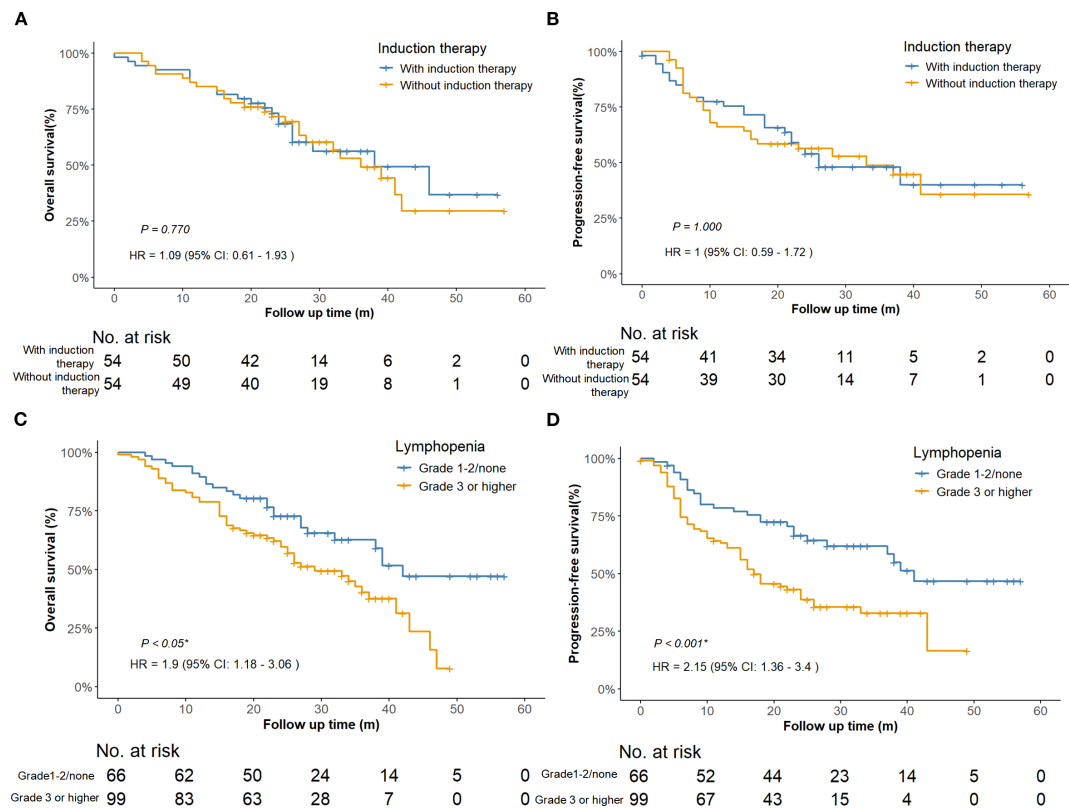 A
Induction therapy
With induction therapy
Without induction therapy
Overall survival(%)
100%
75%
50%
25%
0%
P = 0.770
HR = 1.09 (95% CI: 0.61 - 1.93 )
0 10 20 30 40 50 60
Follow up time (m)
No. at risk
With induction therapy 54 50 42 14 6 2 0
Without induction therapy 54 49 40 19 8 1 0
B
Induction therapy
With induction therapy
Without induction therapy
Progression-free survival(%)
100%
75%
50%
25%
0%
P = 1.000
HR = 1 (95% CI: 0.59 - 1.72 )
0 10 20 30 40 50 60
Follow up time (m)
No. at risk
With induction therapy 54 41 34 11 5 2 0
Without induction therapy 54 39 30 14 7 1 0
C
Lymphopenia
Grade 1-2/none
Grade 3 or higher
Overall survival (%)
100%
75%
50%
25%
0%
P < 0.05*
HR = 1.9 (95% CI: 1.18 - 3.06 )
0 10 20 30 40 50 60
Follow up time (m)
No. at risk
Grade1-2/none 66 62 50 24 14 5 0
Grade 3 or higher 99 83 63 28 7 0 0
D
Lymphopenia
Grade 1-2/none
Grade 3 or higher
Progression-free survival(%)
100%
75%
50%
25%
0%
P < 0.001*
HR = 2.15 (95% CI: 1.36 - 3.4 )
0 10 20 30 40 50 60
Follow up time (m)
No. at risk
Grade1-2/none 66 52 44 23 14 5 0
Grade 3 or higher 99 67 43 15 4 0 0